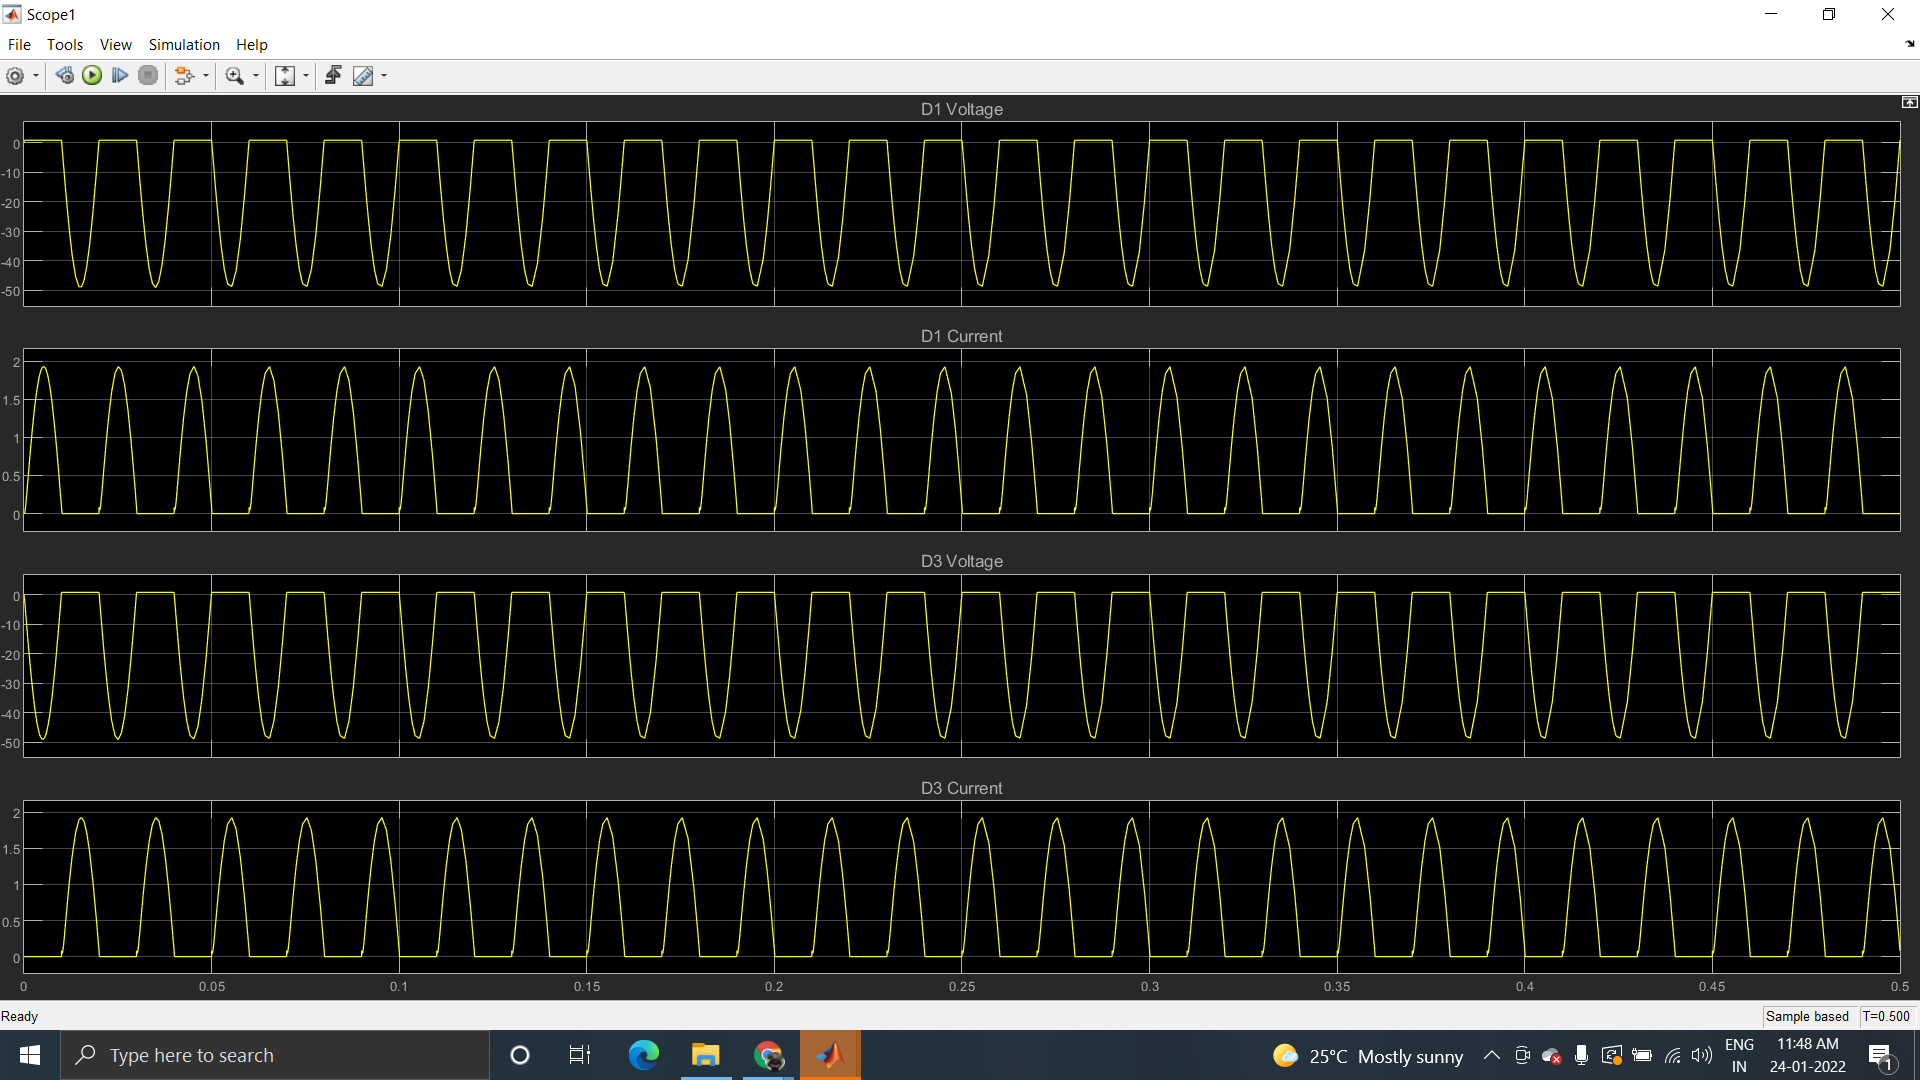 Scope1
File Tools View Simulation Help
D1 Voltage
0
-10
-20
-30
-40
-50
D1 Current
2
1.5
1
0.5
0
D3 Voltage
0
-10
-20
-30
-40
-50
D3 Current
2
1.5
1
0.5
0
0 0.05 0.1 0.15 0.2 0.25 0.3 0.35 0.4 0.45 0.5
Ready Sample based T=0.500
Type here to search 25°C Mostly sunny ENG 11:48 AM
IN 24-01-2022 1